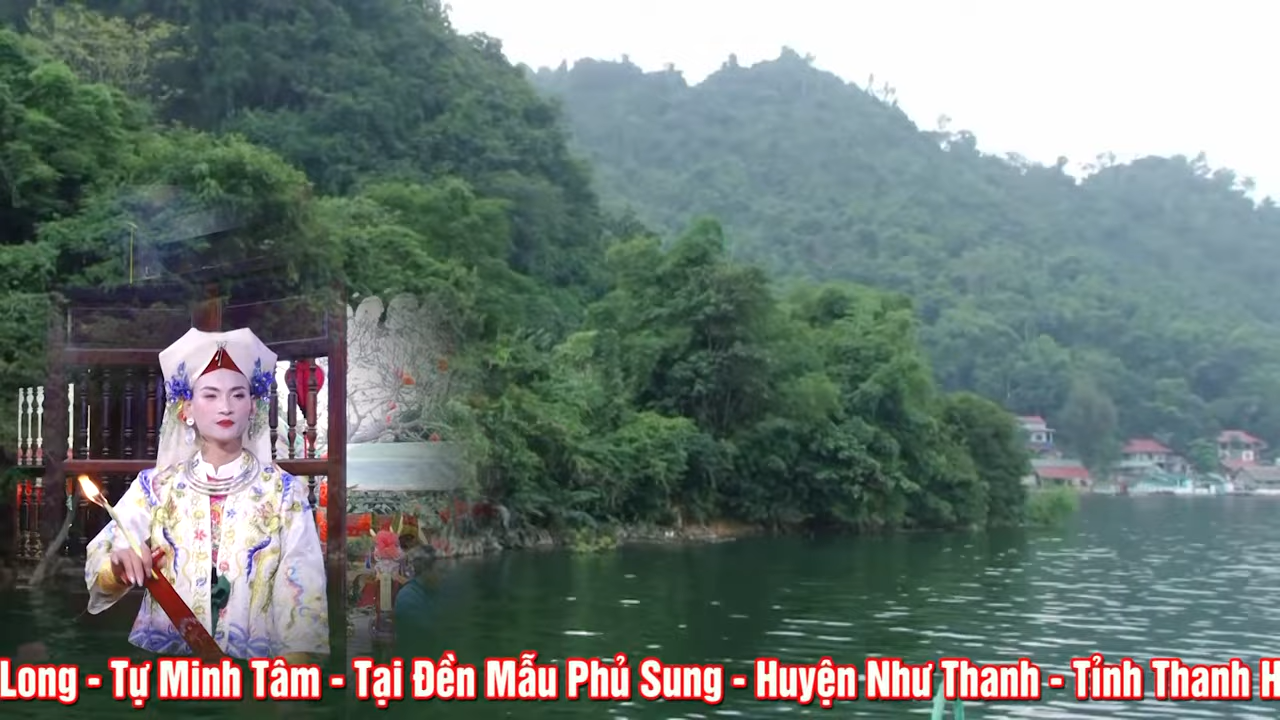 Long - Tự Minh Tâm - Tại Đền Mẫu Phủ Sung - Huyện Như Thanh - Tỉnh Thanh H